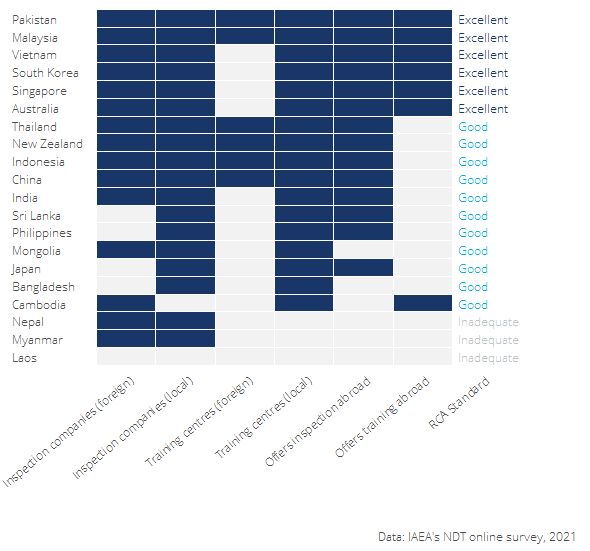 Pakistan Excellent
Malaysia Excellent
Vietnam Excellent
South Korea Excellent
Singapore Excellent
Australia Excellent
Thailand Good
New Zealand Good
Indonesia Good
China Good
India Good
Sri Lanka Good
Philippines Good
Mongolia Good
Japan Good
Bangladesh Good
Cambodia Good
Nepal Inadequate
Myanmar Inadequate
Laos Inadequate
Inspection companies (foreign)
Inspection companies (local)
Training centres (foreign)
Training centres (local)
Offers inspection abroad
Offers training abroad
RCA Standard
Data: IAEA's NDT online survey, 2021